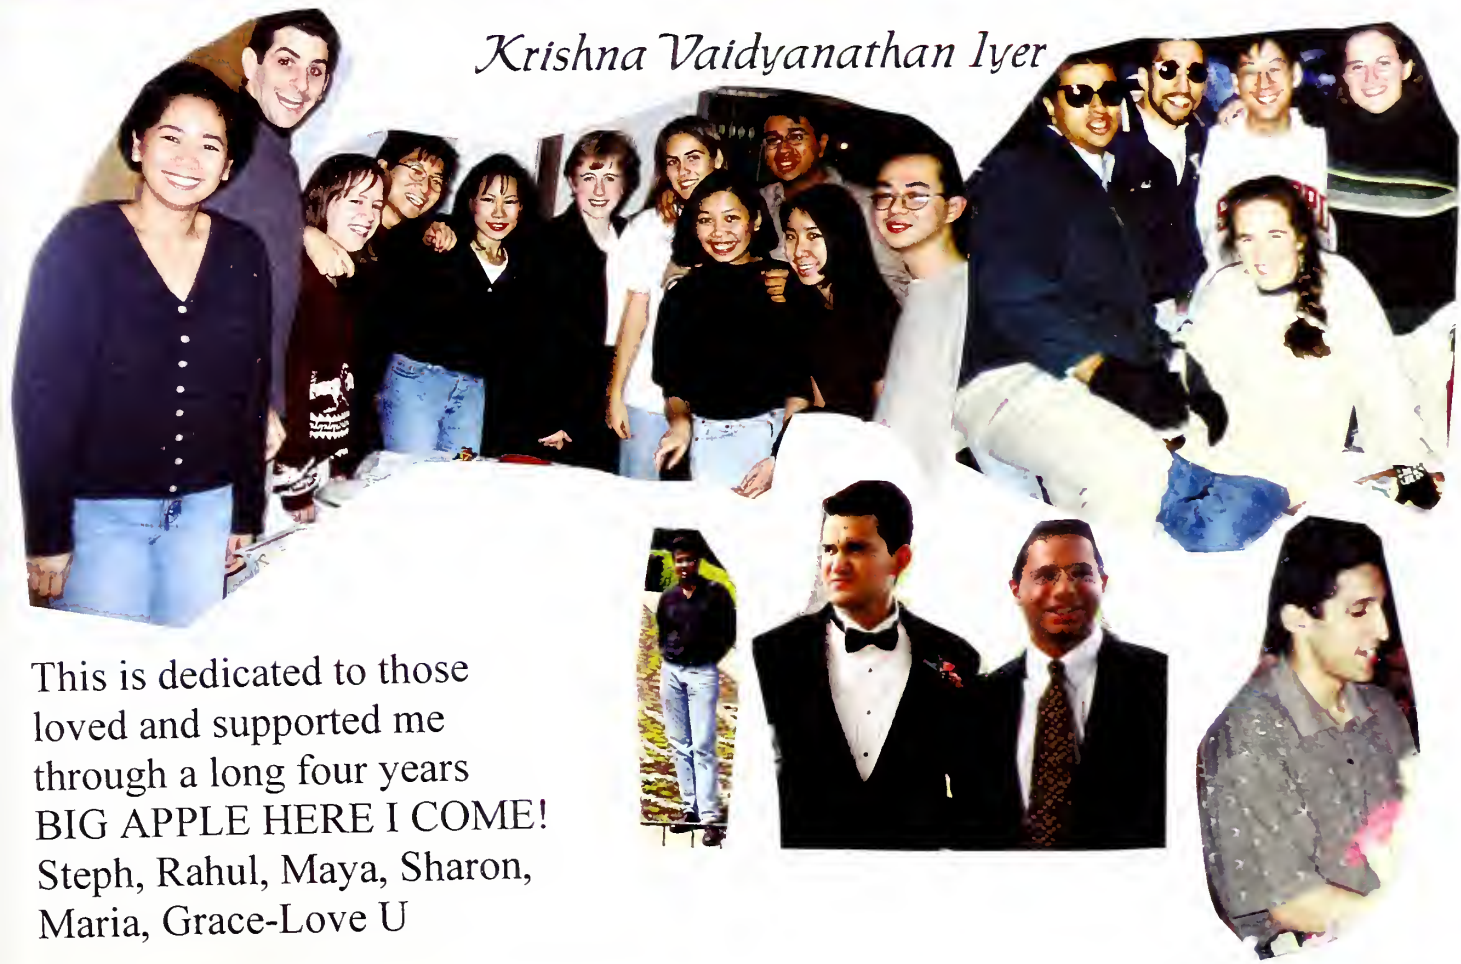 Krishna Vaidyanathan Iyer
This is dedicated to those
loved and supported me
through a long four years
BIG APPLE HERE I COME!
Steph, Rahul, Maya, Sharon,
Maria, Grace-Love U